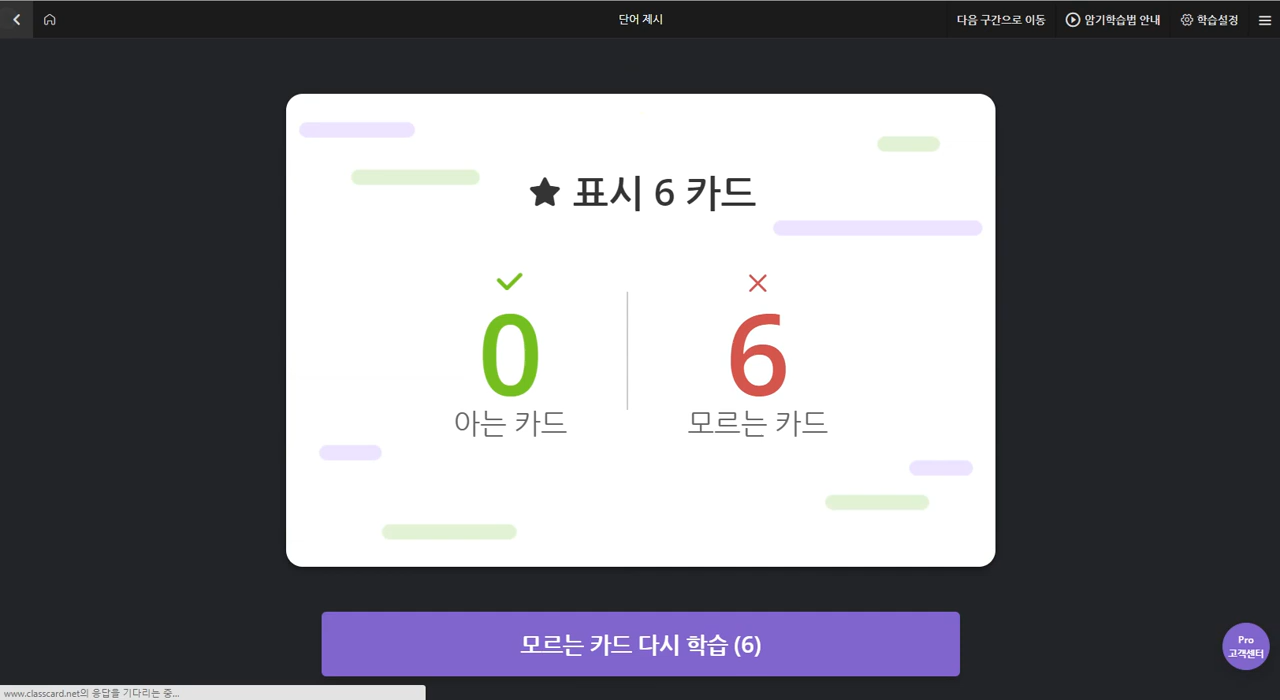 단어 제시
다음 구간으로 이동
암기학습법 안내
학습설정
표시 6 카드
0
아는 카드
6
모르는 카드
모르는 카드 다시 학습 (6)
Pro
고객센터
www.classcard.net의 응답을 기다리는 중...